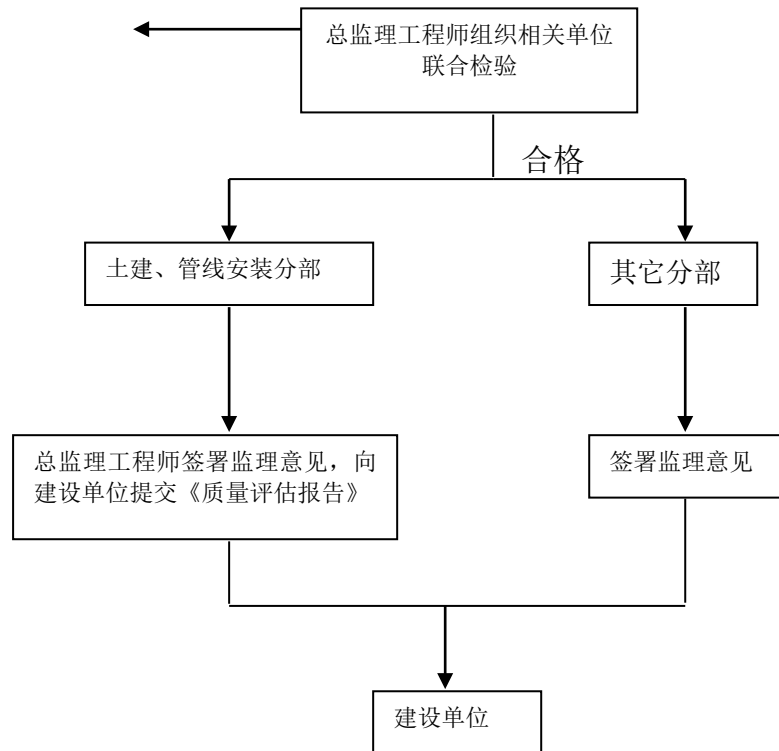 总监理工程师组织相关单位
联合检验
合格
土建、管线安装分部
其它分部
总监理工程师签署监理意见，向
建设单位提交《质量评估报告》
签署监理意见
建设单位